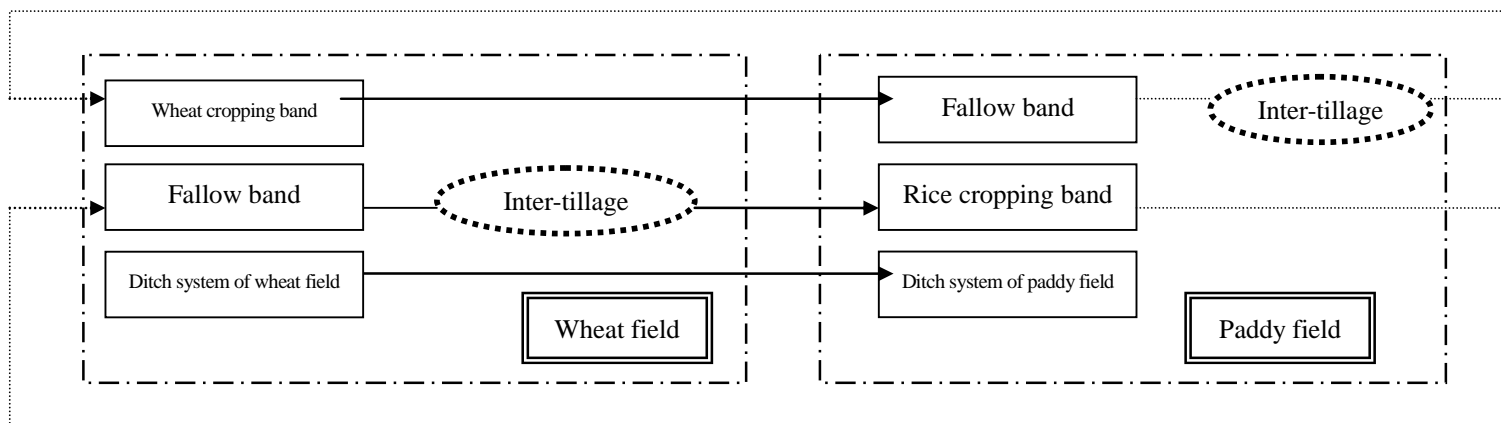 Wheat cropping band
Fallow band
Inter-tillage
Fallow band
Inter-tillage
Rice cropping band
Ditch system of wheat field
Ditch system of paddy field
Wheat field
Paddy field